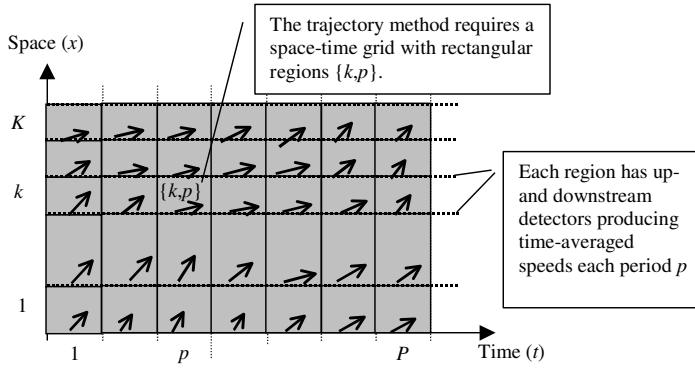 The trajectory method requires a
space-time grid with rectangular
regions {k,p}.
Space (x)
K
k
{k,p}
1
Each region has up-
and downstream
detectors producing
time-averaged
speeds each period p
1
p
P
Time (t)